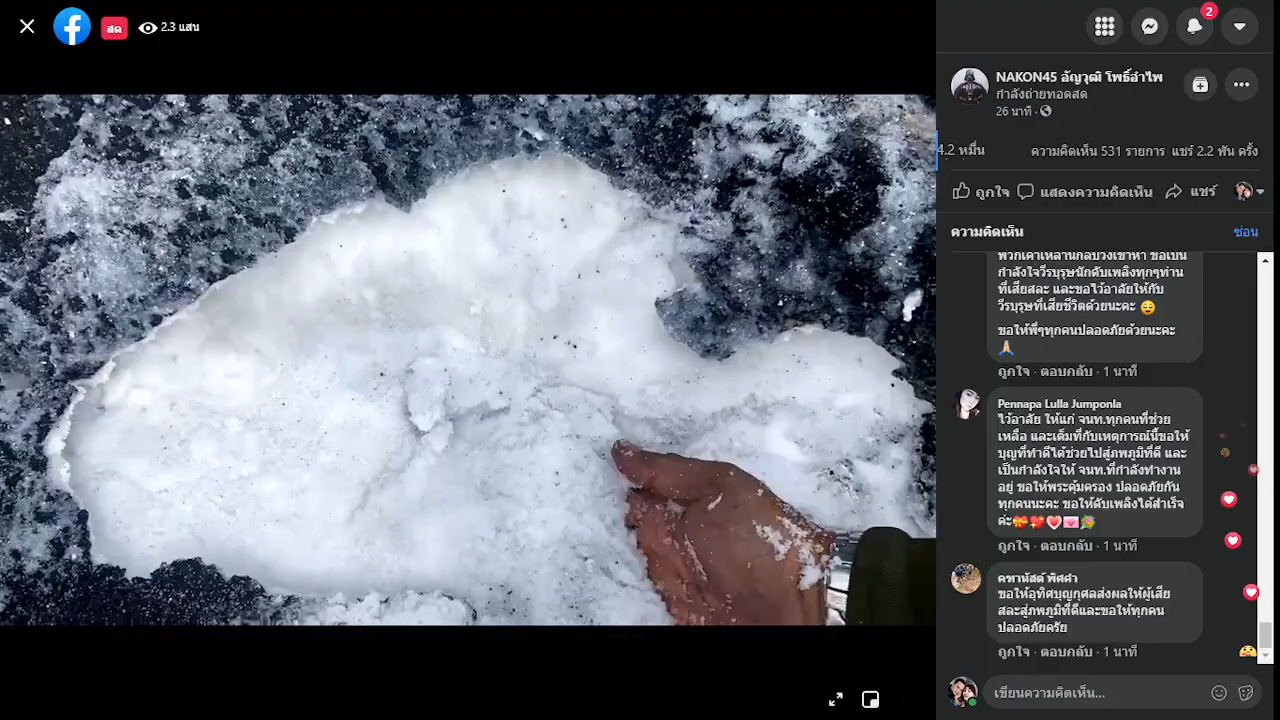 สด
2.3 แสน
2
NAKON45 อัญวุฒิ โพธิ์อำไพ
กำลังถ่ายทอดสด
26 นาที
4.2 หมื่น
ความคิดเห็น 531 รายการ แชร์ 2.2 พัน ครั้ง
ถูกใจ
แสดงความคิดเห็น
แชร์
ความคิดเห็น
ซ่อน
พวกเค้าเหล่านี้กลับวิ่งเข้าหา ขอเป็น
กำลังใจวีรบุรุษนักดับเพลิงทุกๆท่าน
ที่เสียสละ และขอไว้อาลัยให้กับ
วีรบุรุษที่เสียชีวิตด้วยนะคะ 😔
ขอให้พี่ๆทุกคนปลอดภัยด้วยนะคะ
🙏
ถูกใจ · ตอบกลับ · 1 นาที
Pennapa Lulla Jumponla
ไว้อาลัย ให้แก่ จนท.ทุกคนที่ช่วย
เหลือ และเต็มที่กับเหตุการณ์นี้ขอให้
บุญที่ทำดีได้ช่วยไปสู่ภพภูมิที่ดี และ
เป็นกำลังใจให้ จนท.ที่กำลังทำงาน
อยู่ ขอให้พระคุ้มครอง ปลอดภัยกัน
ทุกคนนะคะ ขอให้ดับเพลิงได้สำเร็จ
ค่ะ💝💖💟💌💐
ถูกใจ · ตอบกลับ · 1 นาที
คชานัสต์ พิศคำ
ขอให้อุทิศบุญกุศลส่งผลให้ผู้เสีย
สละสู่ภพภูมิที่ดีและขอให้ทุกคน
ปลอดภัยครัย
ถูกใจ · ตอบกลับ · 1 นาที
เขียนความคิดเห็น...